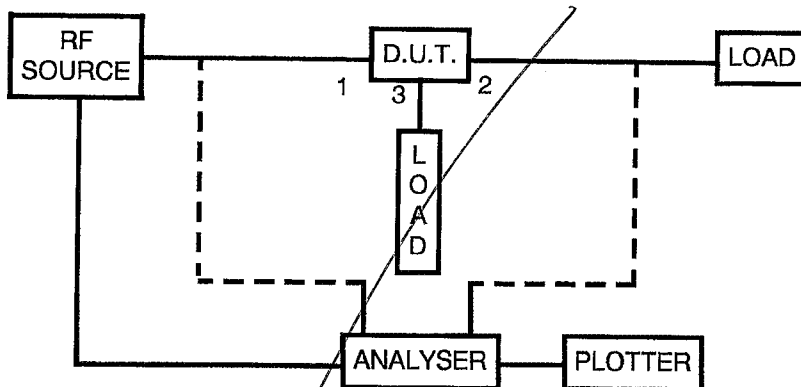 RF
SOURCE
D.U.T.
LOAD
1
3
2
L
O
A
D
ANALYSER
PLOTTER